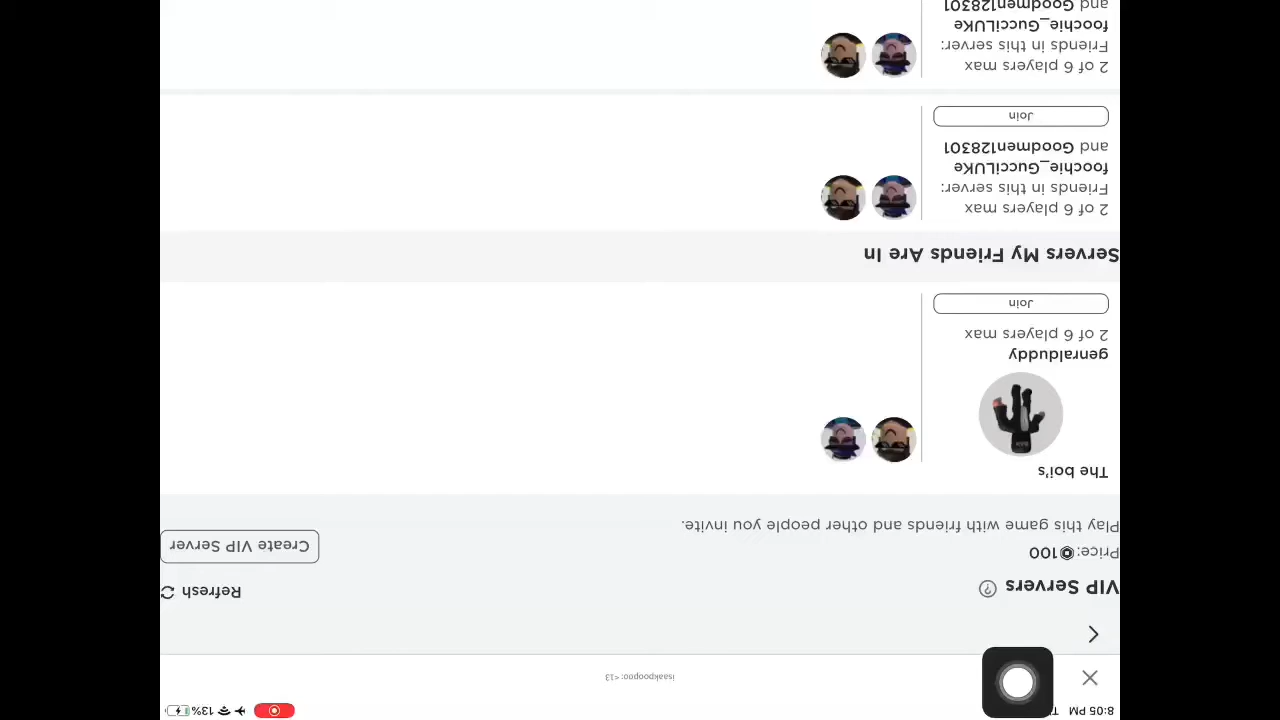 8:05 PM
13%
isaakpoopoo: <13
VIP Servers
Refresh
Price: 100
Play this game with friends and other people you invite.
Create VIP Server
The boi's
genralduddy
2 of 6 players max
Join
Servers My Friends Are In
2 of 6 players max
Friends in this server:
foochie_GucciLUKe
and Goodmen128301
Join
2 of 6 players max
Friends in this server:
foochie_GucciLUKe
and Goodmen128301